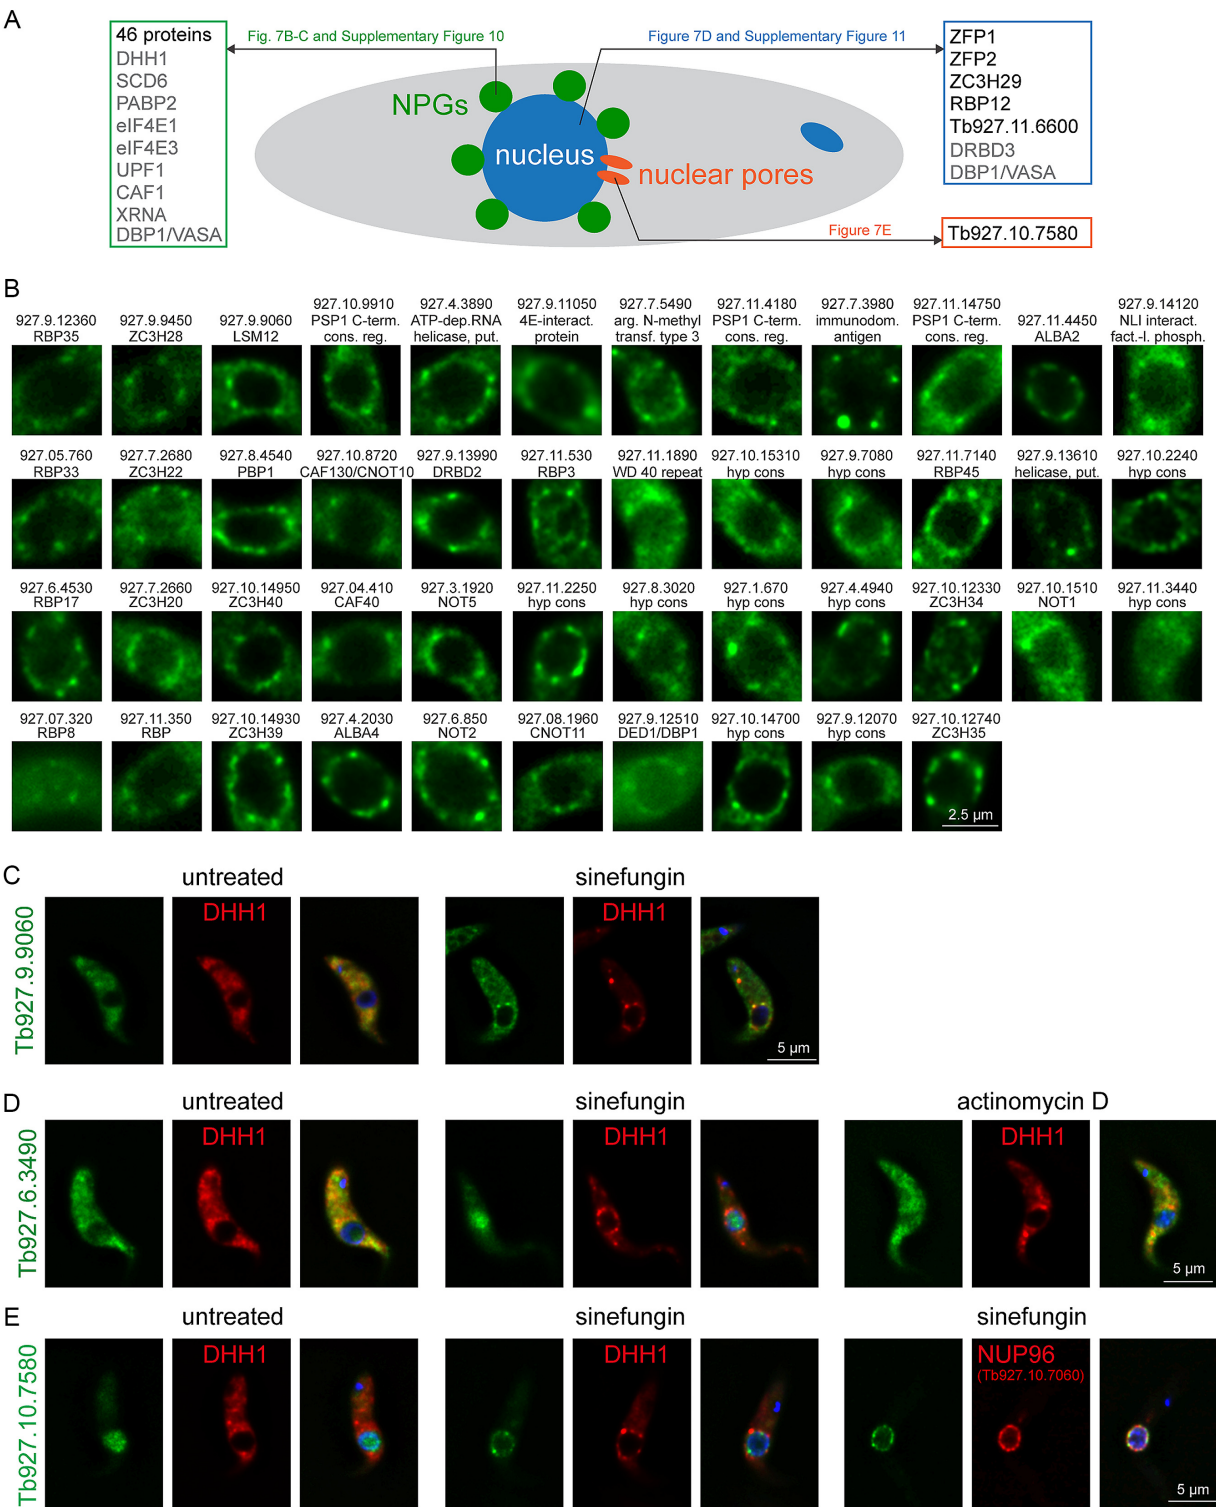 A
46 proteins
DHH1
SCD6
PABP2
eIF4E1
eIF4E3
UPF1
CAF1
XRNA
DBP1/VASA
Fig. 7B-C and Supplementary Figure 10
Figure 7D and Supplementary Figure 11
NPGs
nucleus
nuclear pores
ZFP1
ZFP2
ZC3H29
RBP12
Tb927.11.6600
DRBD3
DBP1/VASA
Figure 7E
Tb927.10.7580
B
927.9.12360
RBP35
927.9.9450
ZC3H28
927.9.9060
LSM12
927.10.9910
PSP1 C-term.
cons. reg.
927.4.3890
ATP-dep.RNA
helicase, put.
927.9.11050
4E-interact.
protein
927.7.5490
arg. N-methyl
transf. type 3
927.11.4180
PSP1 C-term.
cons. reg.
927.7.3980
immunodom.
antigen
927.11.14750
PSP1 C-term.
cons. reg.
927.11.4450
ALBA2
927.9.14120
NLI interact.
fact.-l. phosph.
927.05.760
RBP33
927.7.2680
ZC3H22
927.8.4540
PBP1
927.10.8720
CAF130/CNOT10
927.9.13990
DRBD2
927.11.530
RBP3
927.11.1890
WD 40 repeat
927.10.15310
hyp cons
927.9.7080
hyp cons
927.11.7140
RBP45
927.9.13610
helicase, put.
927.10.2240
hyp cons
927.6.4530
RBP17
927.7.2660
ZC3H20
927.10.14950
ZC3H40
927.04.410
CAF40
927.3.1920
NOT5
927.11.2250
hyp cons
927.8.3020
hyp cons
927.1.670
hyp cons
927.4.4940
hyp cons
927.10.12330
ZC3H34
927.10.1510
NOT1
927.11.3440
hyp cons
927.07.320
RBP8
927.11.350
RBP
927.10.14930
ZC3H39
927.4.2030
ALBA4
927.6.850
NOT2
927.08.1960
CNOT11
927.9.12510
DED1/DBP1
927.10.14700
hyp cons
927.9.12070
hyp cons
927.10.12740
ZC3H35
2.5 µm
C
untreated
sinefungin
Tb927.9.9060
DHH1
DHH1
5 µm
D
untreated
sinefungin
actinomycin D
Tb927.6.3490
DHH1
DHH1
DHH1
5 µm
E
untreated
sinefungin
sinefungin
Tb927.10.7580
DHH1
DHH1
NUP96
(Tb927.10.7060)
5 µm